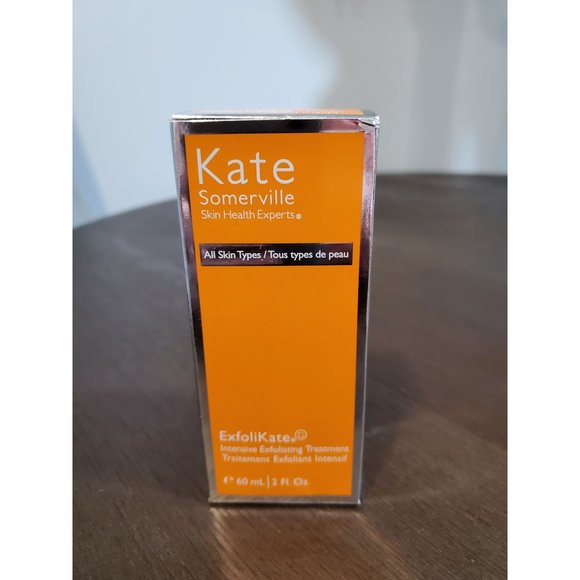 Kate
Somerville
Skin Health Experts®
All Skin Types / Tous types de peau
ExfoliKate®
Intensive Exfoliating Treatment
Traitement Exfoliant Intensif
℮ 60 mL | 2 Fl. Oz.